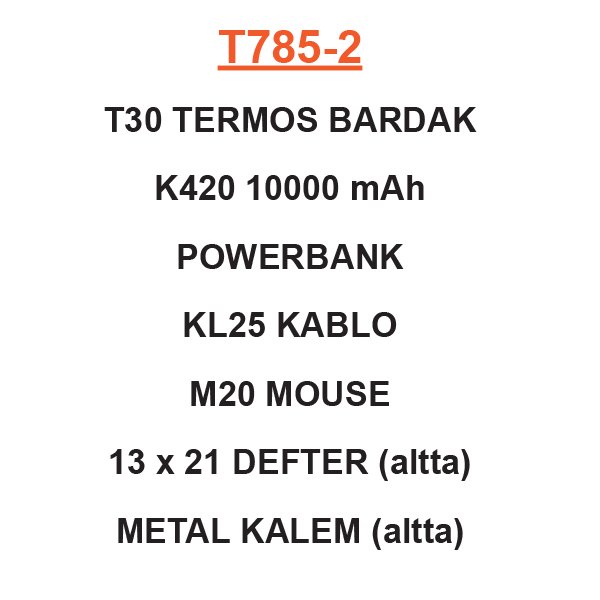 T785-2
T30 TERMOS BARDAK
K420 10000 mAh
POWERBANK
KL25 KABLO
M20 MOUSE
13 x 21 DEFTER (altta)
METAL KALEM (altta)